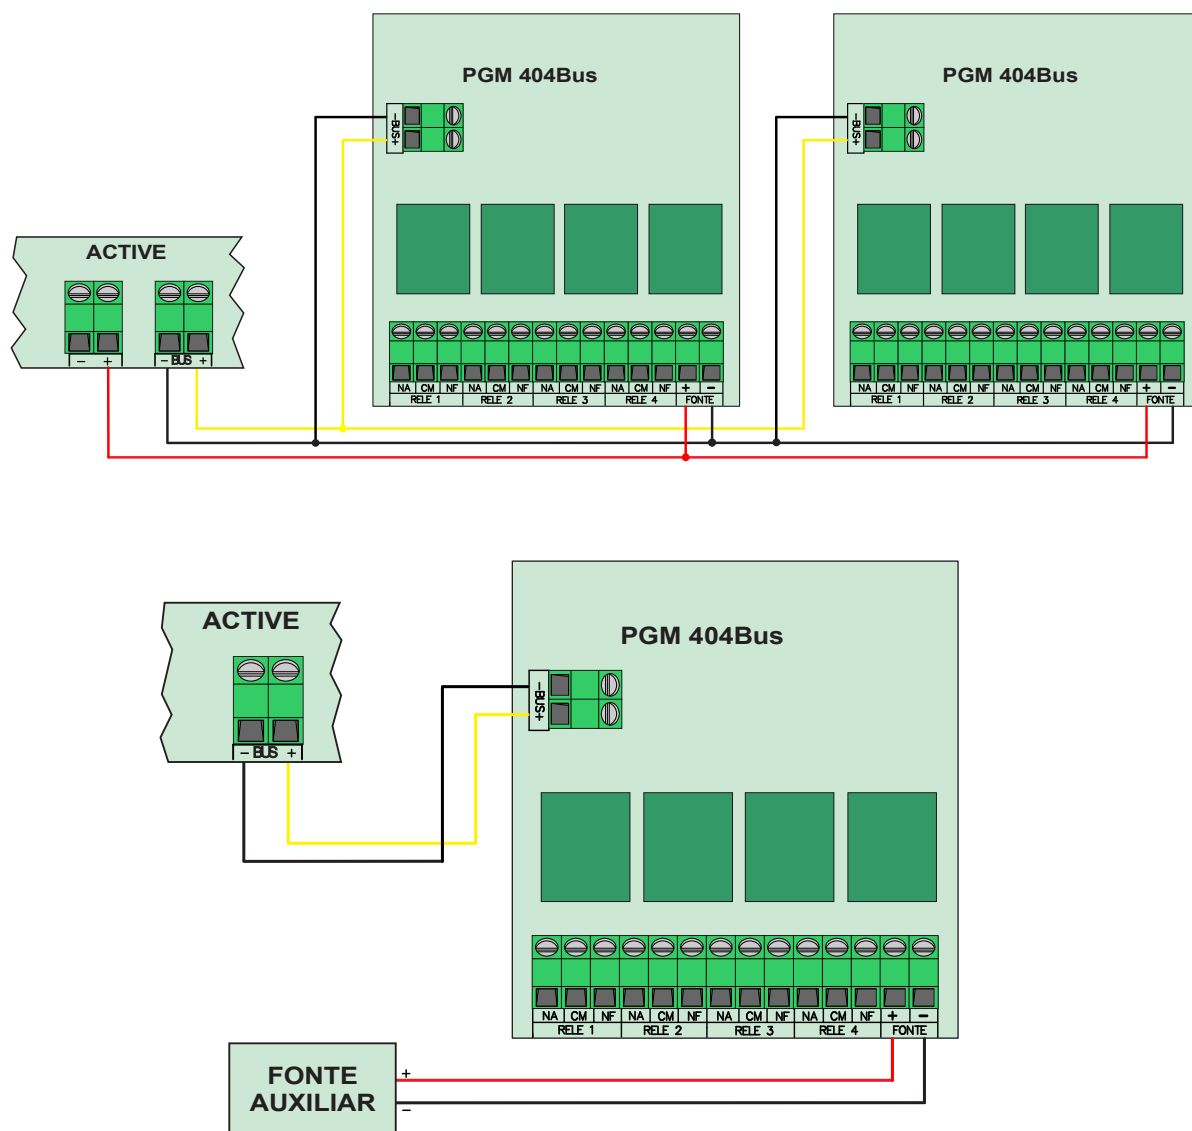 PGM 404Bus
PGM 404Bus
−BUS+
−BUS+
ACTIVE
− + − BUS +
NA CM NF NA CM NF NA CM NF NA CM NF + −
RELE 1 RELE 2 RELE 3 RELE 4 FONTE
NA CM NF NA CM NF NA CM NF NA CM NF + −
RELE 1 RELE 2 RELE 3 RELE 4 FONTE
ACTIVE
PGM 404Bus
−BUS+
− BUS +
NA CM NF NA CM NF NA CM NF NA CM NF + −
RELE 1 RELE 2 RELE 3 RELE 4 FONTE
FONTE
AUXILIAR
+
−